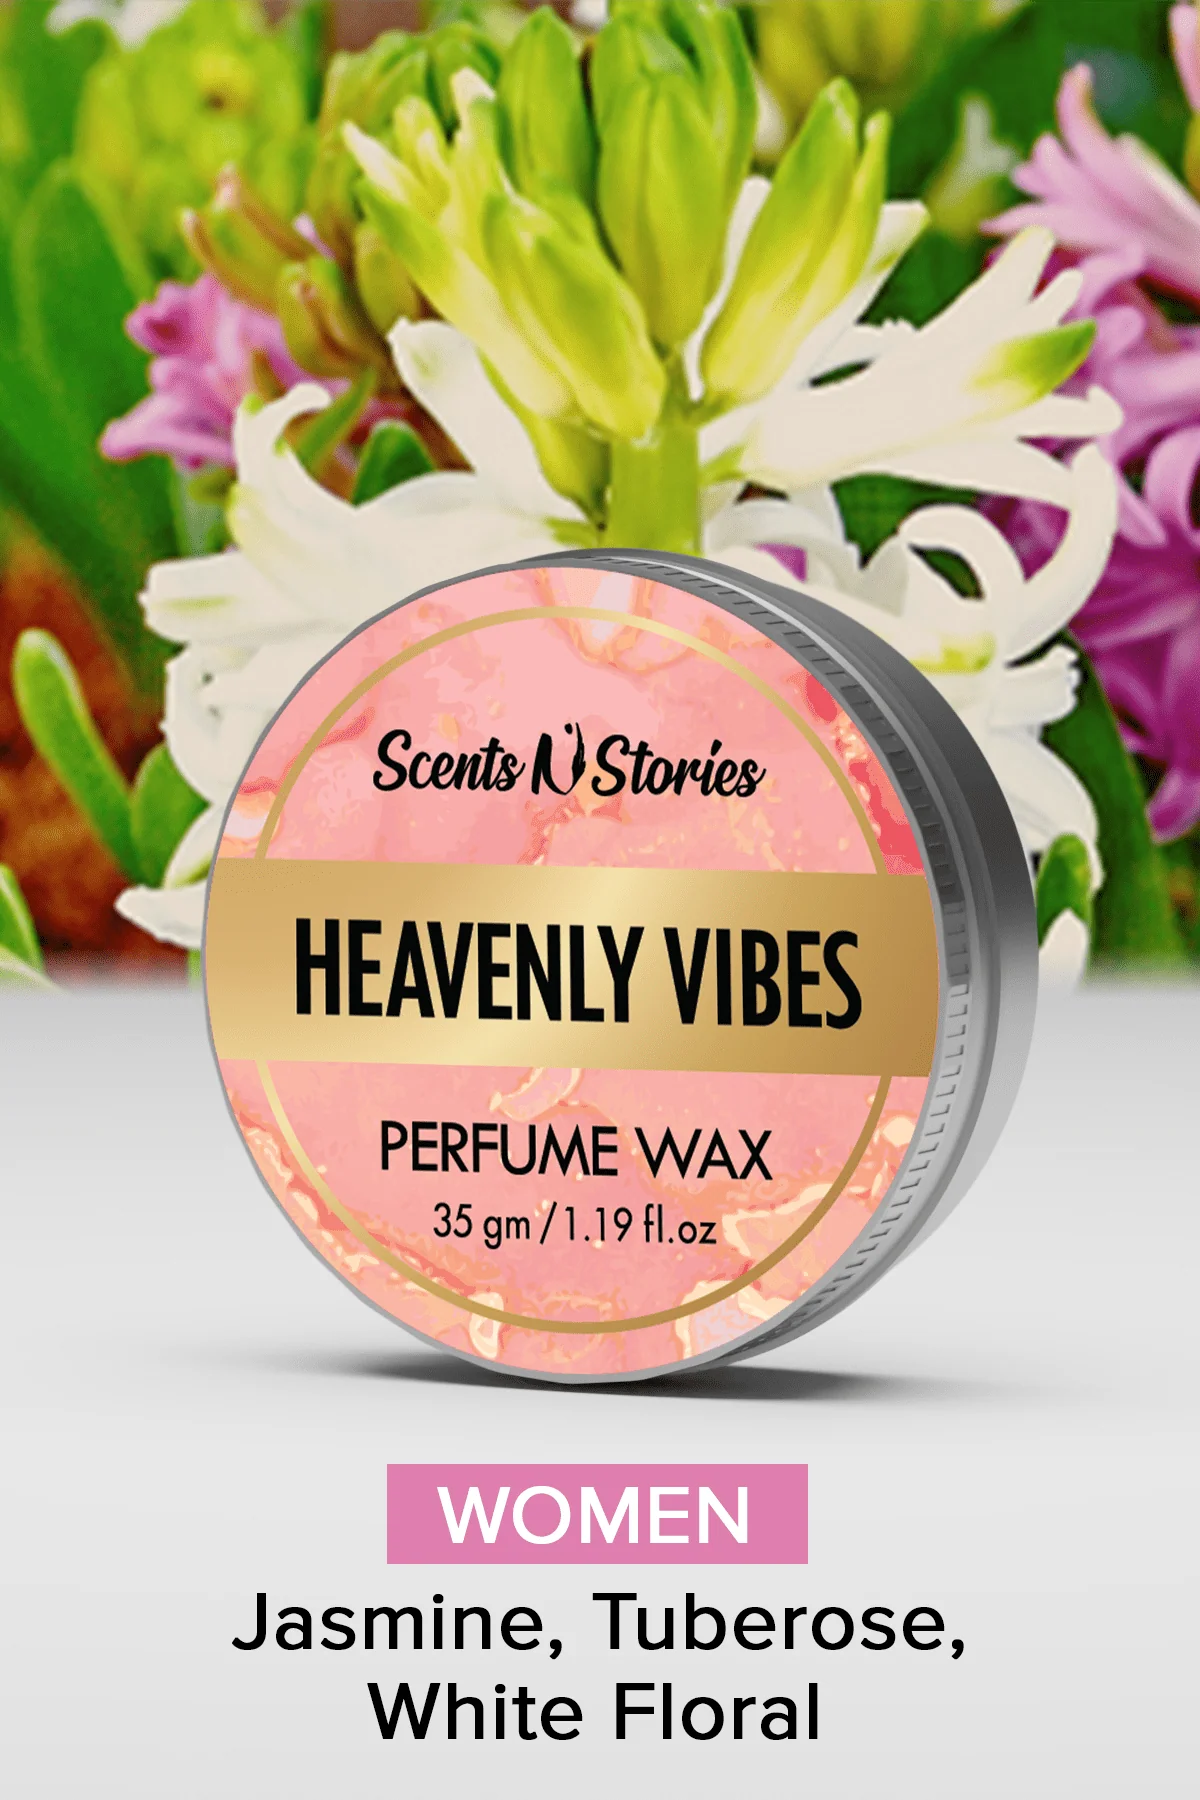 Scents N Stories
HEAVENLY VIBES
PERFUME WAX
35 gm / 1.19 fl.oz
WOMEN
Jasmine, Tuberose,
White Floral